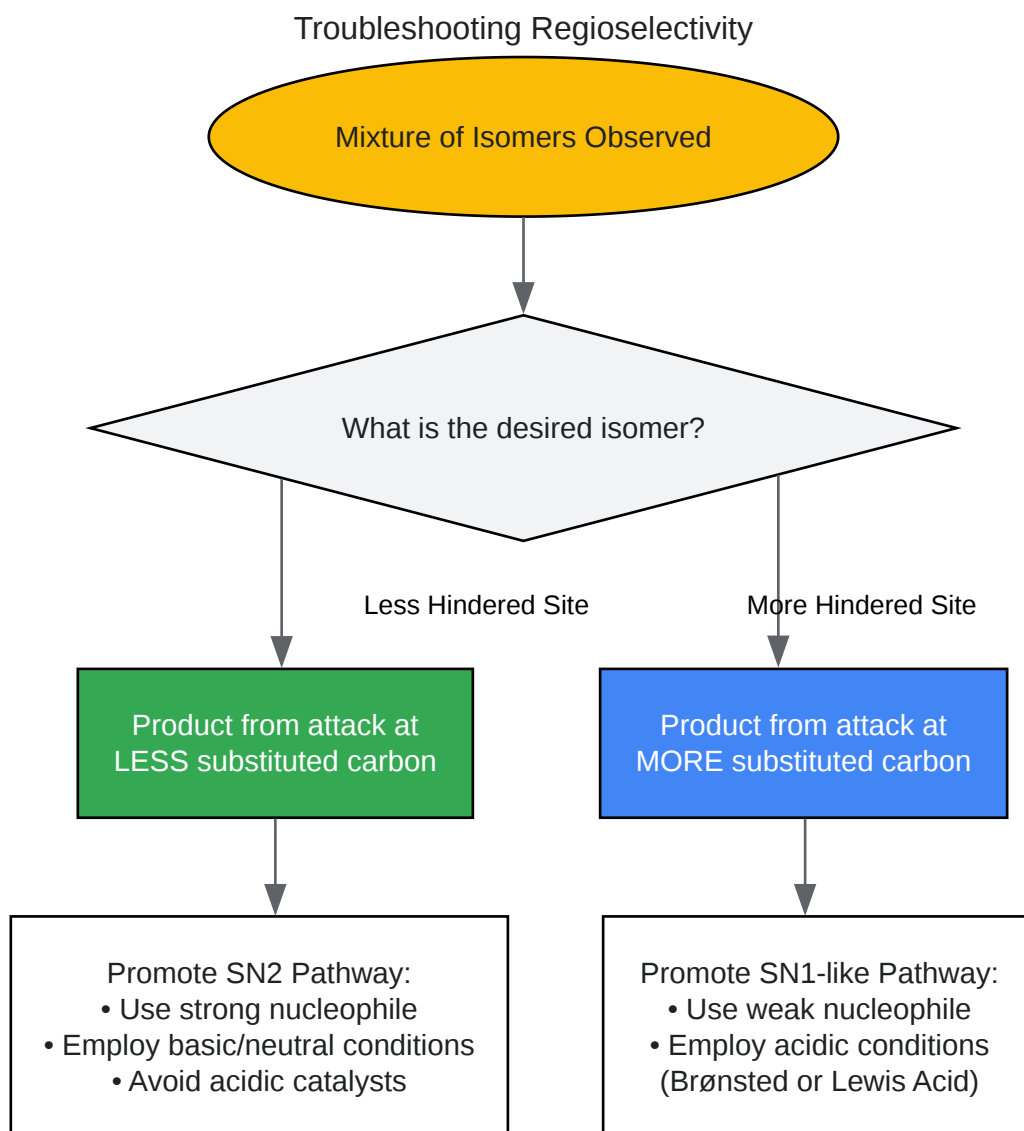 Troubleshooting Regioselectivity
Mixture of Isomers Observed
What is the desired isomer?
Less Hindered Site
More Hindered Site
Product from attack at
LESS substituted carbon
Product from attack at
MORE substituted carbon
Promote SN2 Pathway:
• Use strong nucleophile
• Employ basic/neutral conditions
• Avoid acidic catalysts
Promote SN1-like Pathway:
• Use weak nucleophile
• Employ acidic conditions
(Brønsted or Lewis Acid)